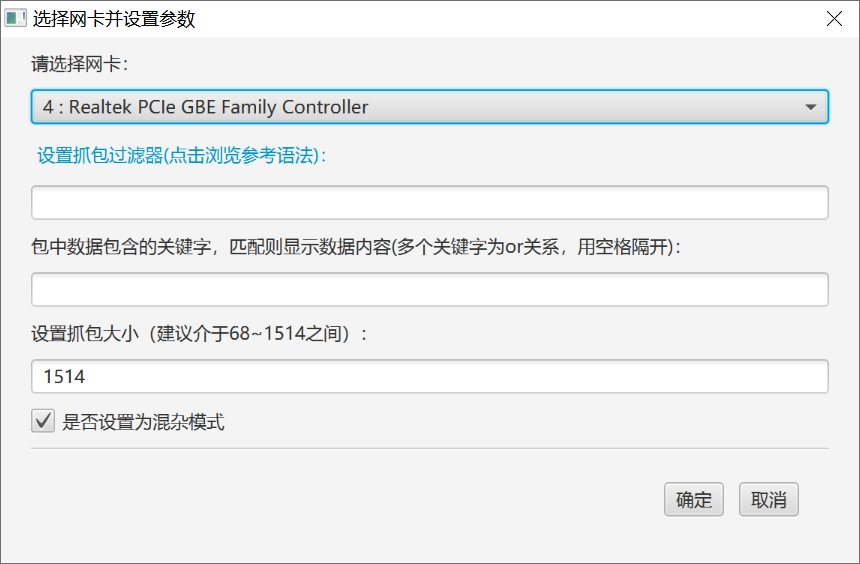 选择网卡并设置参数
请选择网卡：
4 : Realtek PCIe GBE Family Controller
设置抓包过滤器(点击浏览参考语法)：
包中数据包含的关键字，匹配则显示数据内容(多个关键字为or关系，用空格隔开)：
设置抓包大小（建议介于68~1514之间）：
1514
是否设置为混杂模式
确定 取消